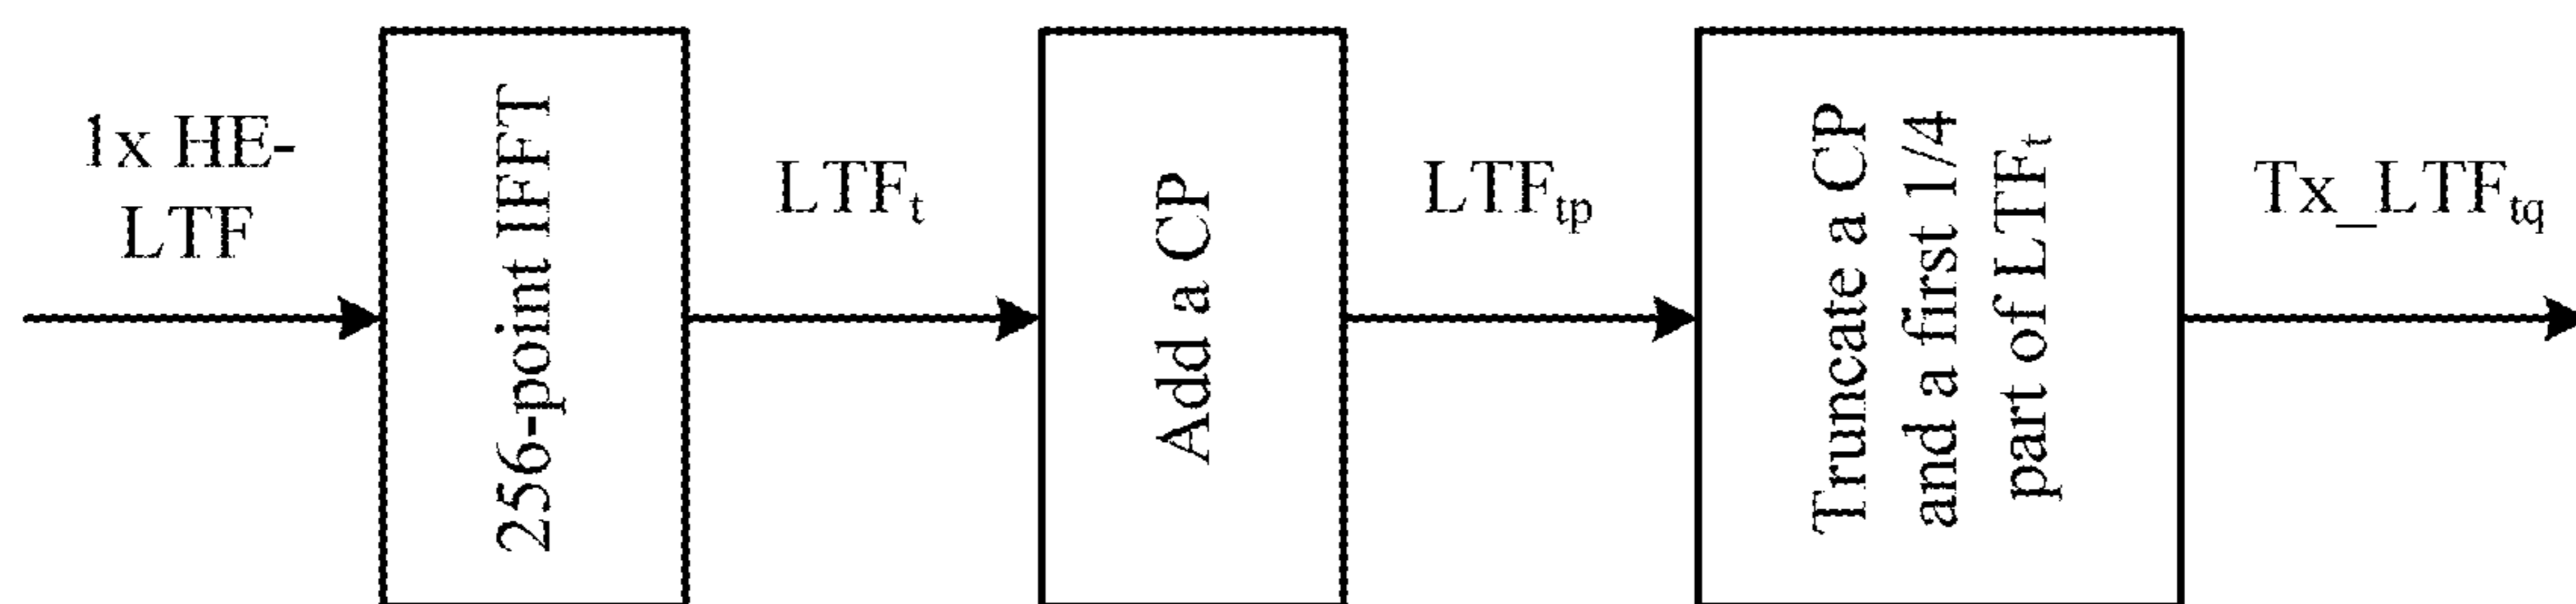 1x HE-
LTF
256-point IFFT
LTFt
Add a CP
LTFtp
Truncate a CP
and a first 1/4
part of LTFt
Tx_LTFtq